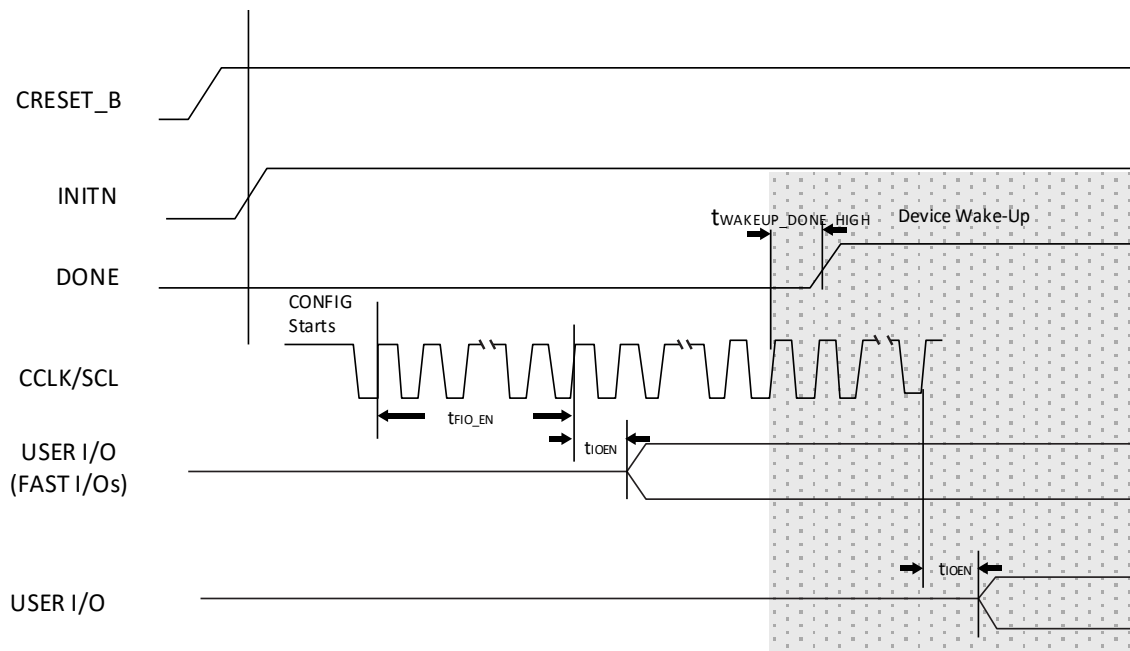 CRESET_B
INITN
tWAKEUP_DONE_HIGH
Device Wake-Up
DONE
CONFIG
Starts
CCLK/SCL
tFIO_EN
USER I/O
(FAST I/Os)
tIOEN
tIOEN
USER I/O